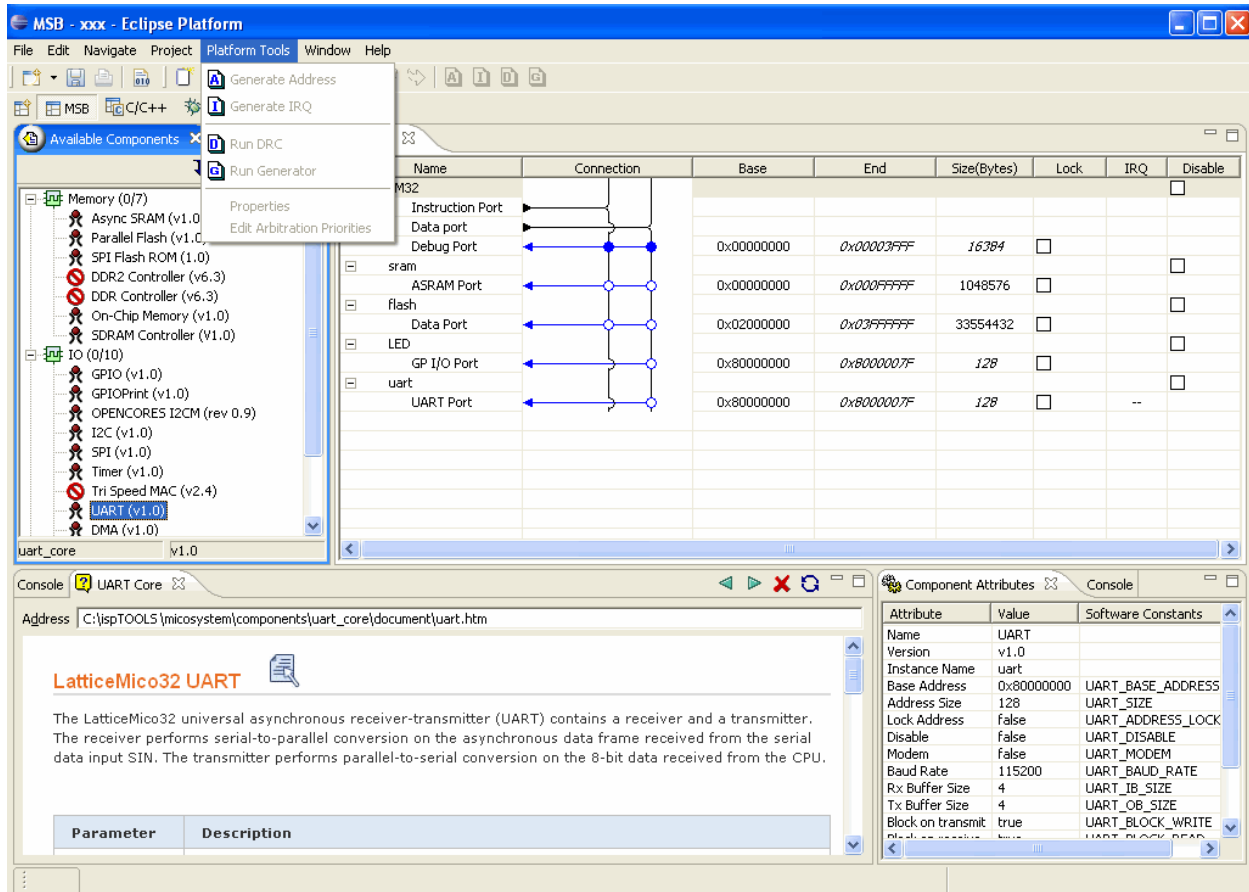 MSB - xxx - Eclipse Platform
File Edit Navigate Project Platform Tools Window Help
Generate Address
Generate IRQ
Run DRC
Run Generator
Properties
Edit Arbitration Priorities
010
A I D G
MSB C/C++
Available Components
Memory (0/7)
Async SRAM (v1.0
Parallel Flash (v1.0
SPI Flash ROM (1.0)
DDR2 Controller (v6.3)
DDR Controller (v6.3)
On-Chip Memory (v1.0)
SDRAM Controller (V1.0)
IO (0/10)
GPIO (v1.0)
GPIOPrint (v1.0)
OPENCORES I2CM (rev 0.9)
I2C (v1.0)
SPI (v1.0)
Timer (v1.0)
Tri Speed MAC (v2.4)
UART (v1.0)
DMA (v1.0)
uart_core v1.0
Name Connection Base End Size(Bytes) Lock IRQ Disable
M32
Instruction Port
Data port
Debug Port 0x00000000 0x00003FFF 16384
sram
ASRAM Port 0x00000000 0x000FFFFF 1048576
flash
Data Port 0x02000000 0x03FFFFFF 33554432
LED
GP I/O Port 0x80000000 0x8000007F 128
uart
UART Port 0x80000000 0x8000007F 128 --
Console UART Core
Address C:\ispTOOLS\micosystem\components\uart_core\document\uart.htm
LatticeMico32 UART
The LatticeMico32 universal asynchronous receiver-transmitter (UART) contains a receiver and a transmitter.
The receiver performs serial-to-parallel conversion on the asynchronous data frame received from the serial
data input SIN. The transmitter performs parallel-to-serial conversion on the 8-bit data received from the CPU.
Parameter Description
Component Attributes Console
Attribute Value Software Constants
Name UART
Version v1.0
Instance Name uart
Base Address 0x80000000 UART_BASE_ADDRESS
Address Size 128 UART_SIZE
Lock Address false UART_ADDRESS_LOCK
Disable false UART_DISABLE
Modem false UART_MODEM
Baud Rate 115200 UART_BAUD_RATE
Rx Buffer Size 4 UART_IB_SIZE
Tx Buffer Size 4 UART_OB_SIZE
Block on transmit true UART_BLOCK_WRITE